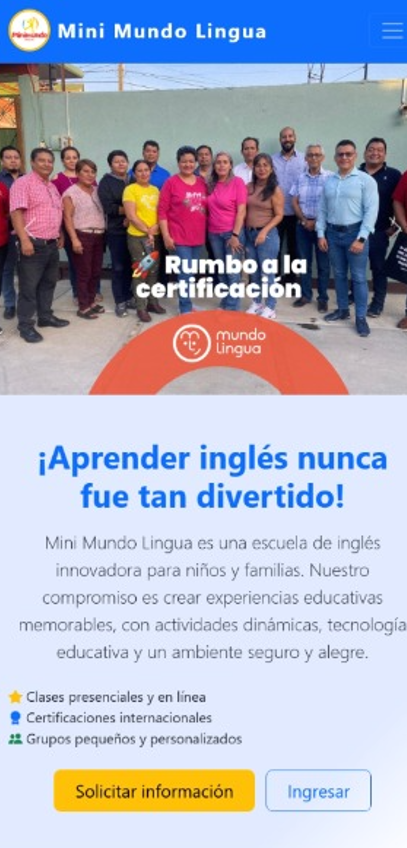 Minimundo
Mini Mundo Lingua
🚀 Rumbo a la
certificación
mundo
lingua
¡Aprender inglés nunca
fue tan divertido!
Mini Mundo Lingua es una escuela de inglés
innovadora para niños y familias. Nuestro
compromiso es crear experiencias educativas
memorables, con actividades dinámicas, tecnología
educativa y un ambiente seguro y alegre.
Clases presenciales y en línea
Certificaciones internacionales
Grupos pequeños y personalizados
Solicitar información
Ingresar